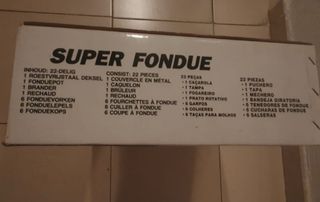 SUPER FONDUE
INHOUD: 22-DELIG
1 ROESTVRIJSTAAL DEKSEL
1 FONDUEPOT
1 BRANDER
1 RECHAUD
6 FONDUEVORKEN
6 FONDUELEPELS
6 FONDUEKOPS
CONSIST: 22 PIECES
1 COUVERCLE EN MÉTAL
1 CAQUELON
1 BRÛLEUR
1 RECHAUD
6 FOURCHETTES À FONDUE
6 CUILLER À FONDUE
6 COUPE À FONDUE
22 PEÇAS
• 1 CAÇAROLA
• 1 TAMPA
• 1 FOGAREIRO
• 1 PRATO ROTATIVO
• 6 GARFOS
• 6 COLHERES
• 6 TAÇAS PARA MOLHOS
22 PIEZAS
• 1 PUCHERO
• 1 TAPA
• 1 MECHERO
• 1 BANDEJA GIRATORIA
• 6 TENEDORES DE FONDUE
• 6 CUCHARAS DE FONDUE
• 6 SALSERAS